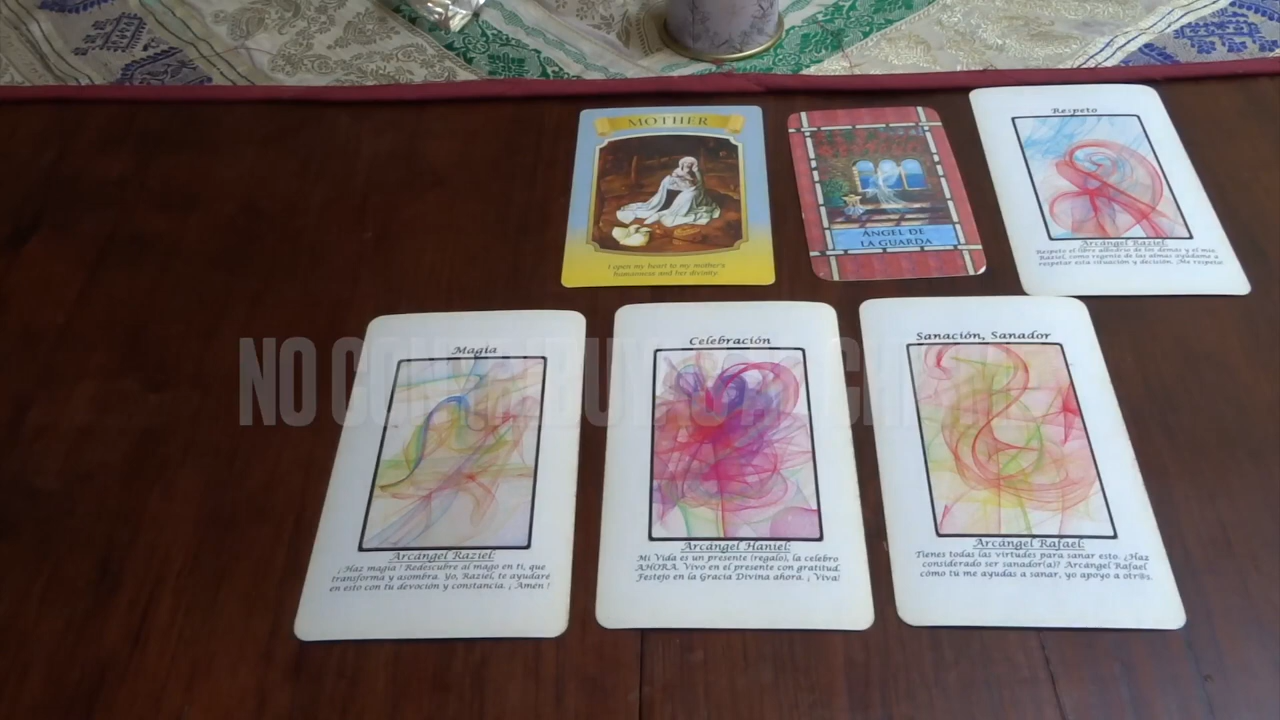 MOTHER
I open my heart to my mother's
humanness and her divinity.
ÁNGEL DE
LA GUARDA
Respeto
Arcángel Raziel:
Respeto el libre albedrío de los demás y el mío.
Raziel, como regente de las almas ayúdame a
respetar esta situación y decisión. Me respeto.
Magia
Arcángel Raziel:
¡ Haz magia ! Redescubre al mago en ti, que
transforma y asombra. Yo, Raziel, te ayudaré
en esto con tu devoción y constancia. ¡ Amén !
Celebración
Arcángel Haniel:
Mi Vida es un presente (regalo), la celebro
AHORA. Vivo en el presente con gratitud.
Festejo en la Gracia Divina ahora. ¡ Viva!
Sanación, Sanador
Arcángel Rafael:
Tienes todas las virtudes para sanar esto. ¿Haz
considerado ser sanador(a)? Arcángel Rafael
cómo tú me ayudas a sanar, yo apoyo a otr@s.
NO